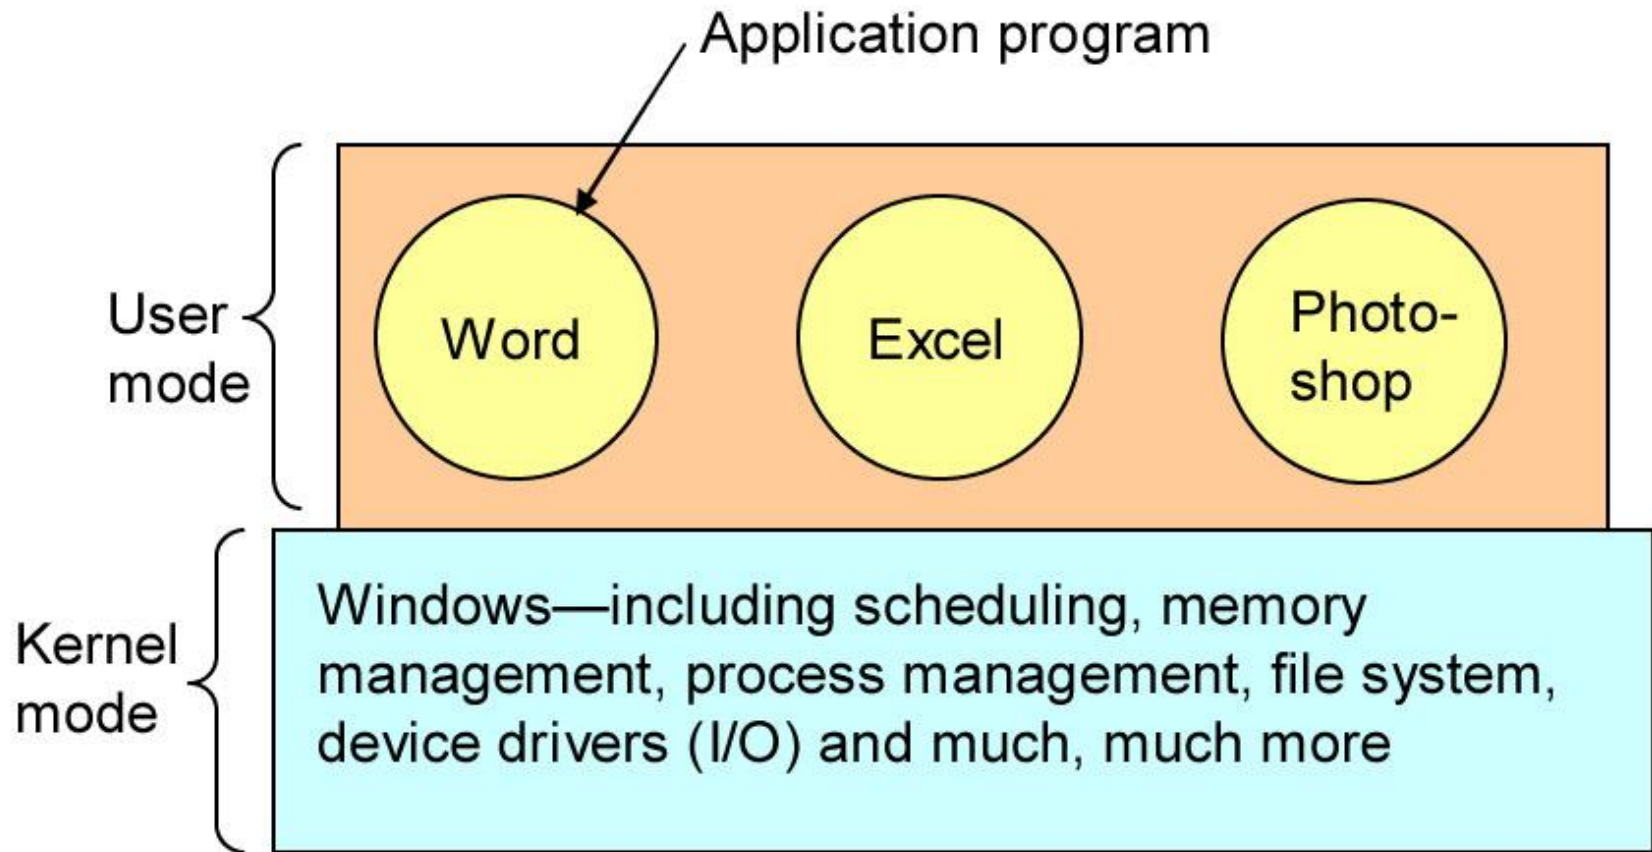 Application program
User
mode
Word
Excel
Photo-
shop
Kernel
mode
Windows—including scheduling, memory
management, process management, file system,
device drivers (I/O) and much, much more